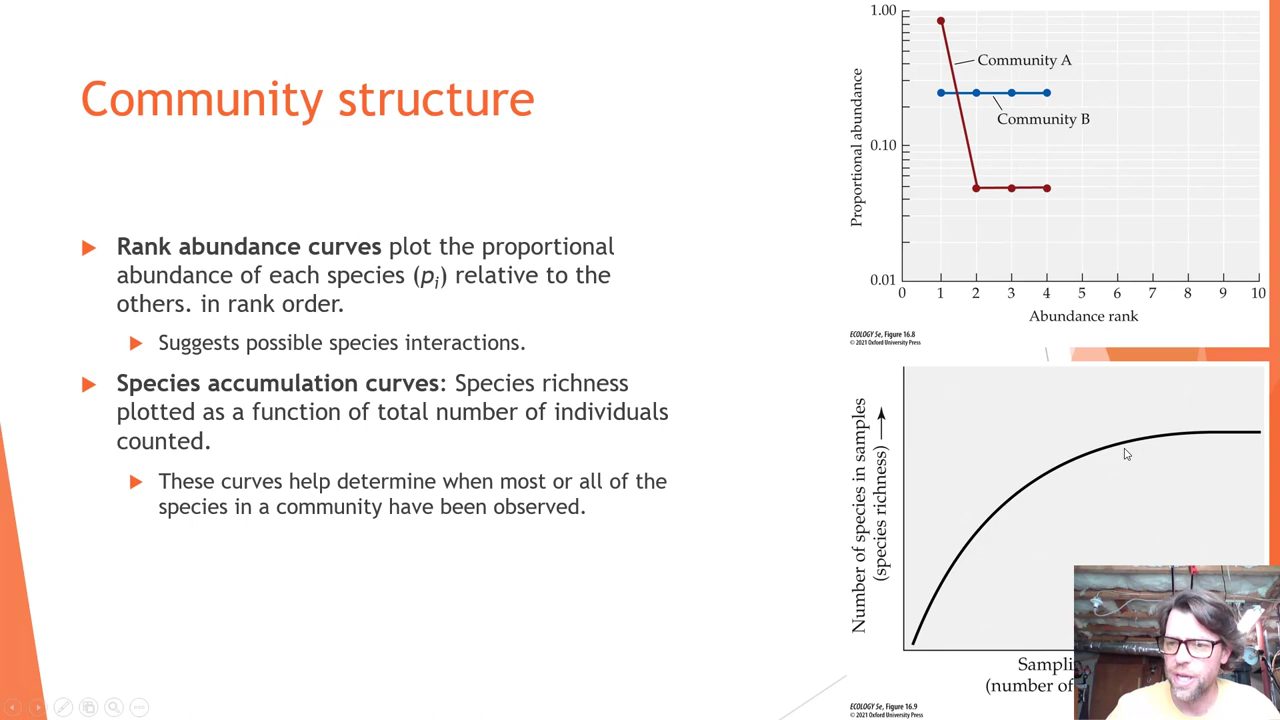 Community structure
Rank abundance curves plot the proportional
abundance of each species (pi) relative to the
others. in rank order.
Suggests possible species interactions.
Species accumulation curves: Species richness
plotted as a function of total number of individuals
counted.
These curves help determine when most or all of the
species in a community have been observed.
Proportional abundance
1.00
0.10
0.01
Community A
Community B
0 1 2 3 4 5 6 7 8 9 10
Abundance rank
ECOLOGY 5e, Figure 16.8
© 2021 Oxford University Press
Number of species in samples
(species richness)
Sampli
(number of
ECOLOGY 5e, Figure 16.9
© 2021 Oxford University Press